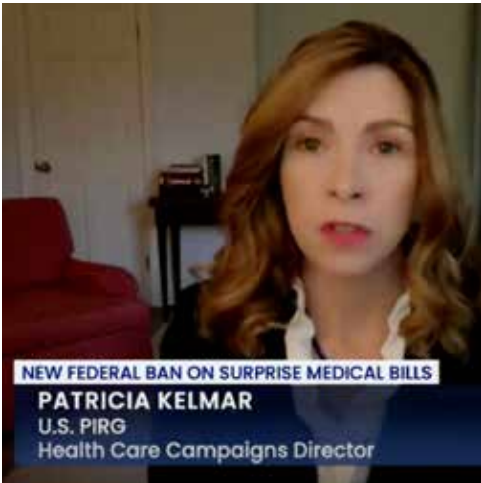 NEW FEDERAL BAN ON SURPRISE MEDICAL BILLS
PATRICIA KELMAR
U.S. PIRG
Health Care Campaigns Director